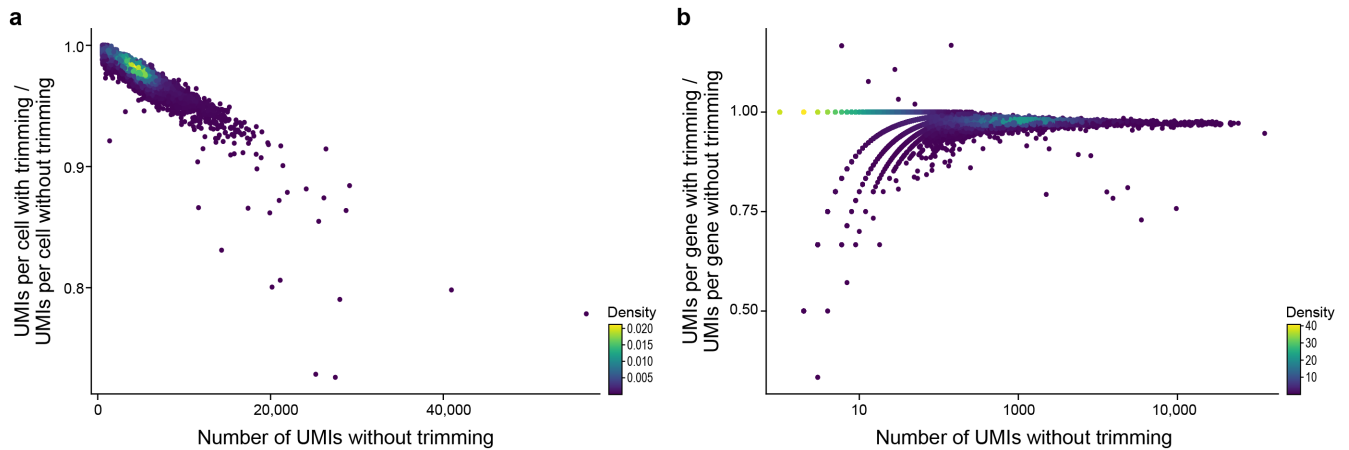 a
UMIs per cell with trimming /
UMIs per cell without trimming
1.0
0.9
0.8
0
20,000
40,000
Number of UMIs without trimming
Density
0.020
0.015
0.010
0.005
b
UMIs per gene with trimming /
UMIs per gene without trimming
1.00
0.75
0.50
10
1000
10,000
Number of UMIs without trimming
Density
40
30
20
10